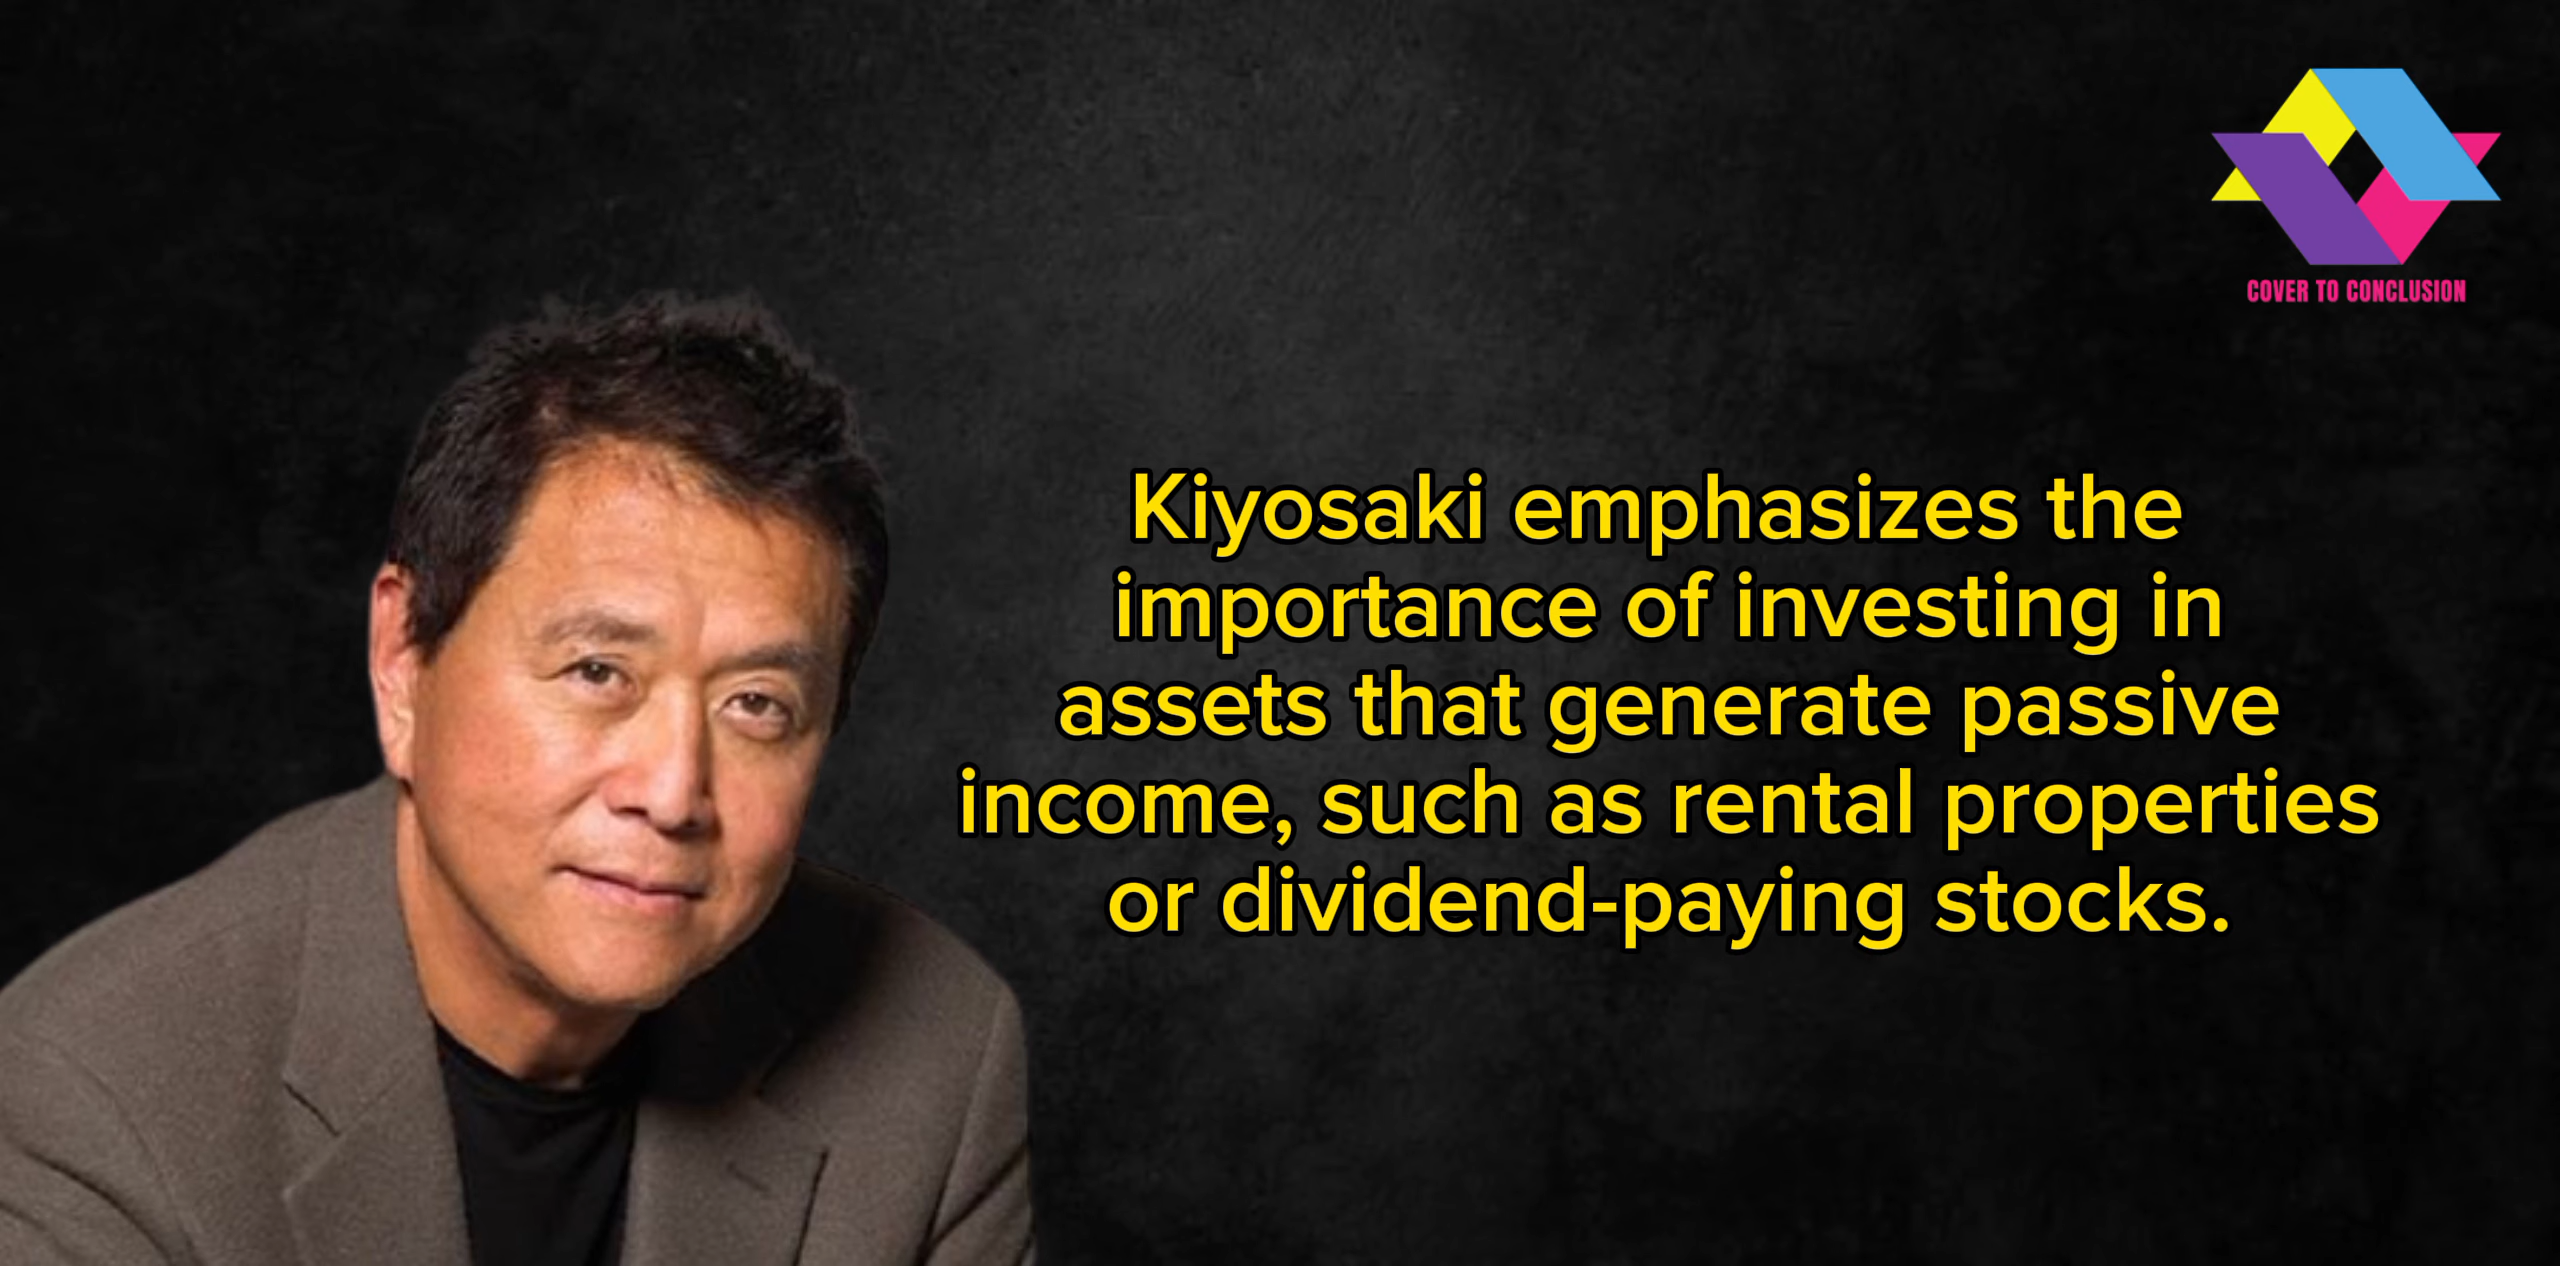 COVER TO CONCLUSION
Kiyosaki emphasizes the
importance of investing in
assets that generate passive
income, such as rental properties
or dividend-paying stocks.